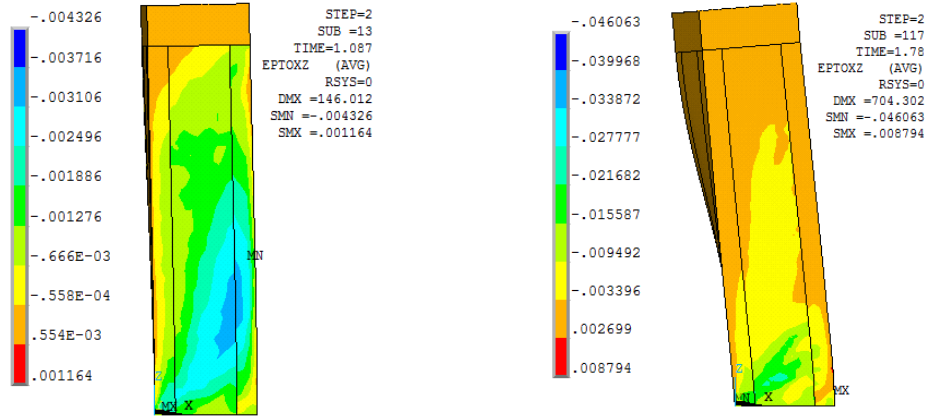 -.004326
-.003716
-.003106
-.002496
-.001886
-.001276
-.666E-03
-.558E-04
.554E-03
.001164
STEP=2
SUB =13
TIME=1.087
EPTOXZ (AVG)
RSYS=0
DMX =146.012
SMN =-.004326
SMX =.001164
MN
Z
MX X
-.046063
-.039968
-.033872
-.027777
-.021682
-.015587
-.009492
-.003396
.002699
.008794
STEP=2
SUB =117
TIME=1.78
EPTOXZ (AVG)
RSYS=0
DMX =704.302
SMN =-.046063
SMX =.008794
Z
MX
MN X